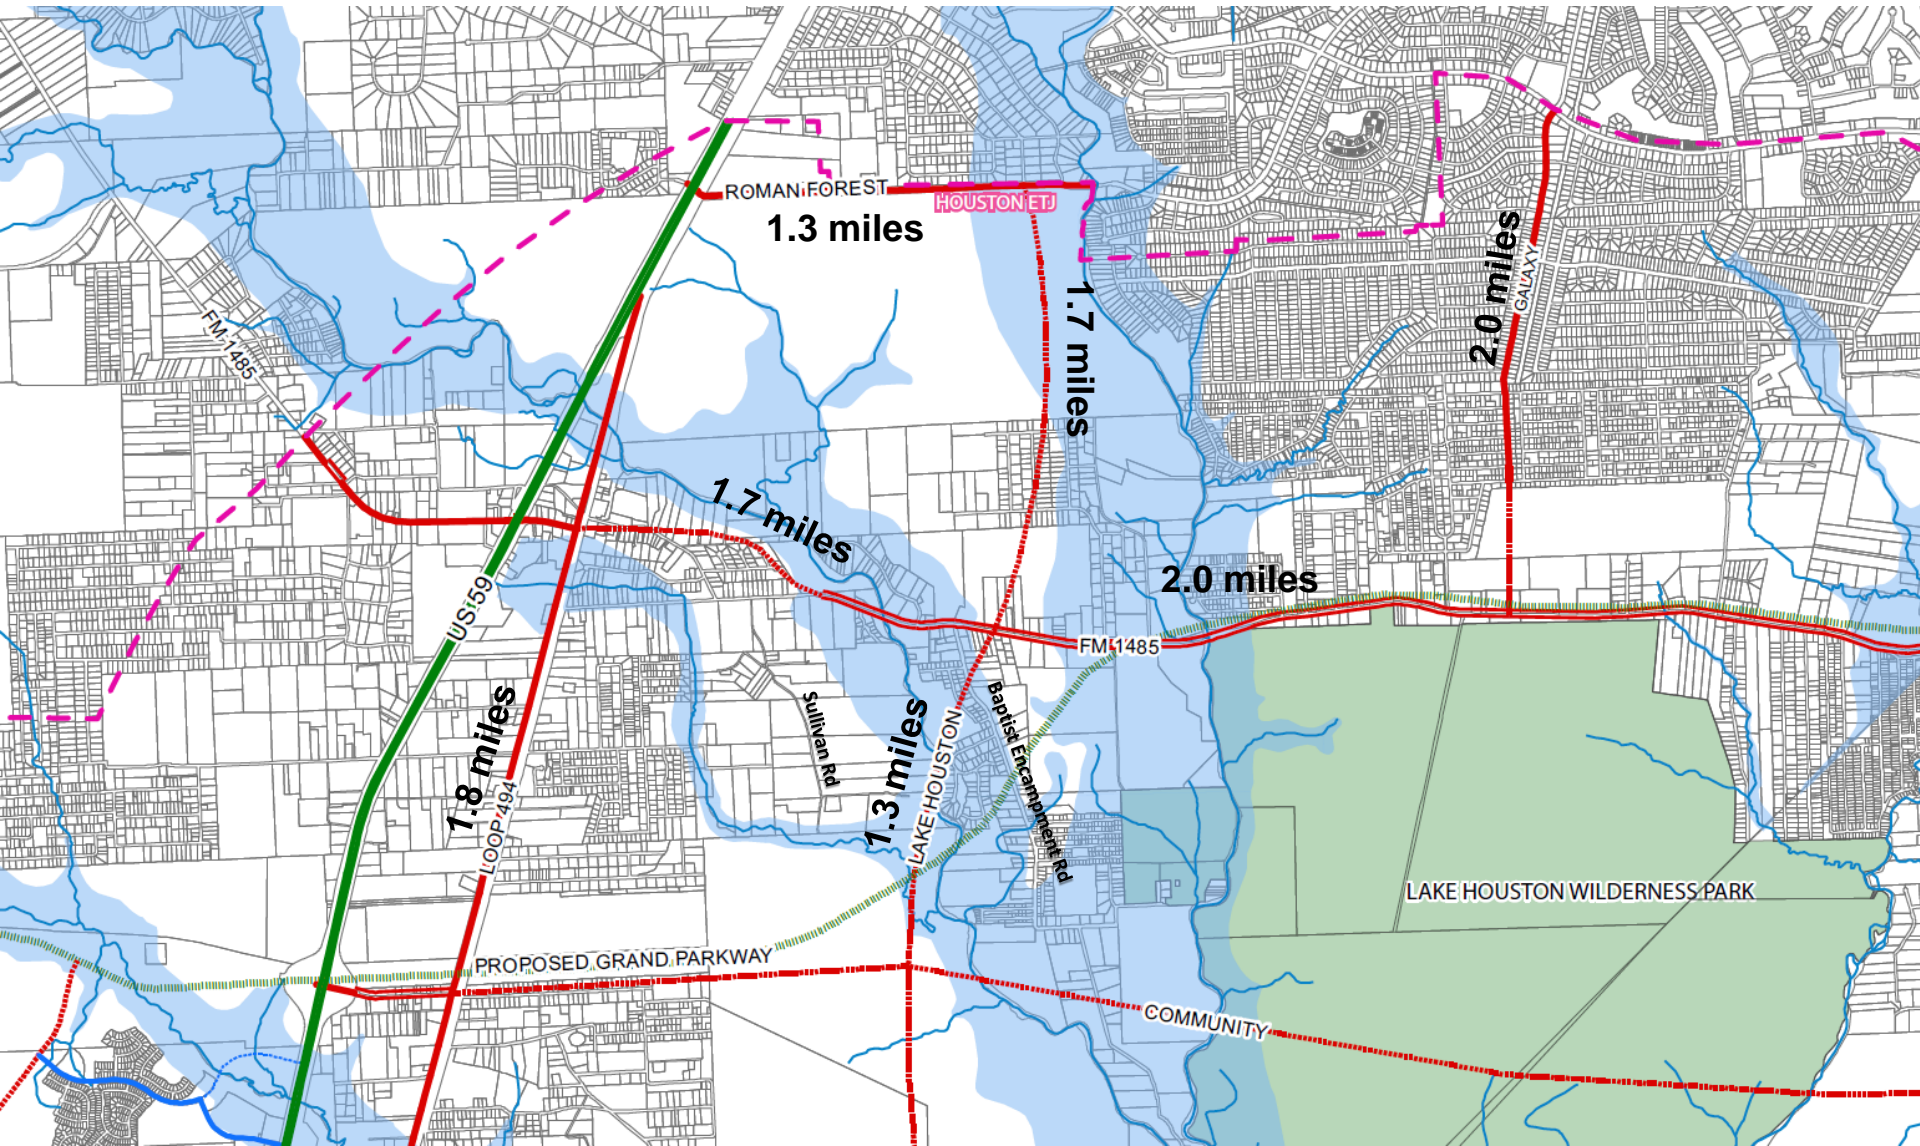 ROMAN FOREST
HOUSTON ETJ
1.3 miles
2.0 miles
GALAXY
1.7 miles
FM 1485
1.7 miles
2.0 miles
US 59
FM 1485
1.8 miles
LOOP 494
Sullivan Rd
1.3 miles
LAKE HOUSTON
Baptist Encampment Rd
LAKE HOUSTON WILDERNESS PARK
PROPOSED GRAND PARKWAY
COMMUNITY